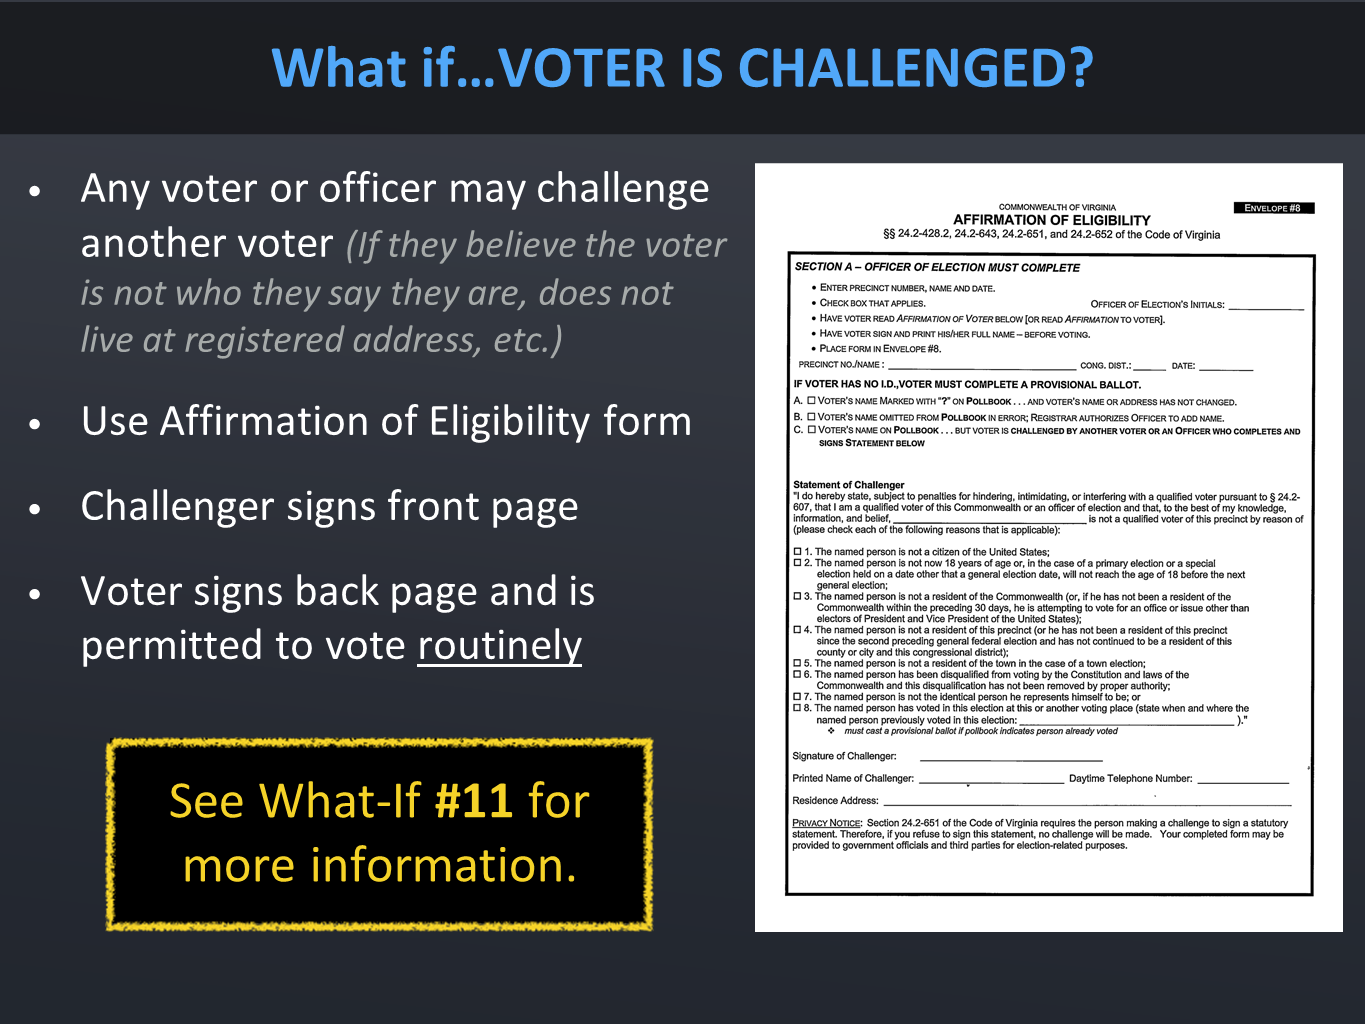 What if...VOTER IS CHALLENGED?
• Any voter or officer may challenge
another voter (If they believe the voter
is not who they say they are, does not
live at registered address, etc.)
• Use Affirmation of Eligibility form
• Challenger signs front page
• Voter signs back page and is
permitted to vote routinely
See What-If #11 for
more information.
COMMONWEALTH OF VIRGINIA
ENVELOPE #8
AFFIRMATION OF ELIGIBILITY
§§ 24.2-428.2, 24.2-643, 24.2-651, and 24.2-652 of the Code of Virginia
SECTION A – OFFICER OF ELECTION MUST COMPLETE
• ENTER PRECINCT NUMBER, NAME AND DATE.
• CHECK BOX THAT APPLIES. OFFICER OF ELECTION'S INITIALS:
• HAVE VOTER READ AFFIRMATION OF VOTER BELOW [OR READ AFFIRMATION TO VOTER].
• HAVE VOTER SIGN AND PRINT HIS/HER FULL NAME – BEFORE VOTING.
• PLACE FORM IN ENVELOPE #8.
PRECINCT NO./NAME : CONG. DIST.: DATE:
IF VOTER HAS NO I.D.,VOTER MUST COMPLETE A PROVISIONAL BALLOT.
A. ☐ VOTER'S NAME MARKED WITH "?" ON POLLBOOK . . . AND VOTER'S NAME OR ADDRESS HAS NOT CHANGED.
B. ☐ VOTER'S NAME OMITTED FROM POLLBOOK IN ERROR; REGISTRAR AUTHORIZES OFFICER TO ADD NAME.
C. ☐ VOTER'S NAME ON POLLBOOK . . . BUT VOTER IS CHALLENGED BY ANOTHER VOTER OR AN OFFICER WHO COMPLETES AND
SIGNS STATEMENT BELOW
Statement of Challenger
"I do hereby state, subject to penalties for hindering, intimidating, or interfering with a qualified voter pursuant to § 24.2-
607, that I am a qualified voter of this Commonwealth or an officer of election and that, to the best of my knowledge,
information, and belief, is not a qualified voter of this precinct by reason of
(please check each of the following reasons that is applicable):
☐ 1. The named person is not a citizen of the United States;
☐ 2. The named person is not now 18 years of age or, in the case of a primary election or a special
election held on a date other that a general election date, will not reach the age of 18 before the next
general election;
☐ 3. The named person is not a resident of the Commonwealth (or, if he has not been a resident of the
Commonwealth within the preceding 30 days, he is attempting to vote for an office or issue other than
electors of President and Vice President of the United States);
☐ 4. The named person is not a resident of this precinct (or he has not been a resident of this precinct
since the second preceding general federal election and has not continued to be a resident of this
county or city and this congressional district);
☐ 5. The named person is not a resident of the town in the case of a town election;
☐ 6. The named person has been disqualified from voting by the Constitution and laws of the
Commonwealth and this disqualification has not been removed by proper authority;
☐ 7. The named person is not the identical person he represents himself to be; or
☐ 8. The named person has voted in this election at this or another voting place (state when and where the
named person previously voted in this election: )."
❖ must cast a provisional ballot if pollbook indicates person already voted
Signature of Challenger:
Printed Name of Challenger: Daytime Telephone Number:
Residence Address:
PRIVACY NOTICE: Section 24.2-651 of the Code of Virginia requires the person making a challenge to sign a statutory
statement. Therefore, if you refuse to sign this statement, no challenge will be made. Your completed form may be
provided to government officials and third parties for election-related purposes.